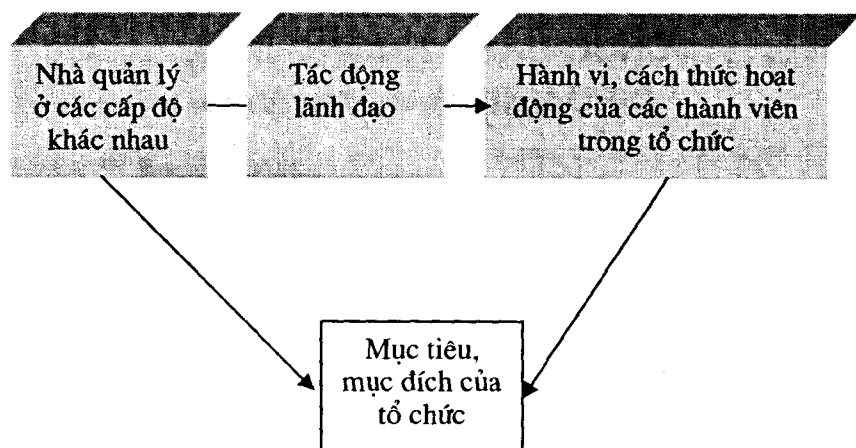 Nhà quản lý
ở các cấp độ
khác nhau
Tác động
lãnh đạo
Hành vi, cách thức hoạt
động của các thành viên
trong tổ chức
Mục tiêu,
mục đích của
tổ chức